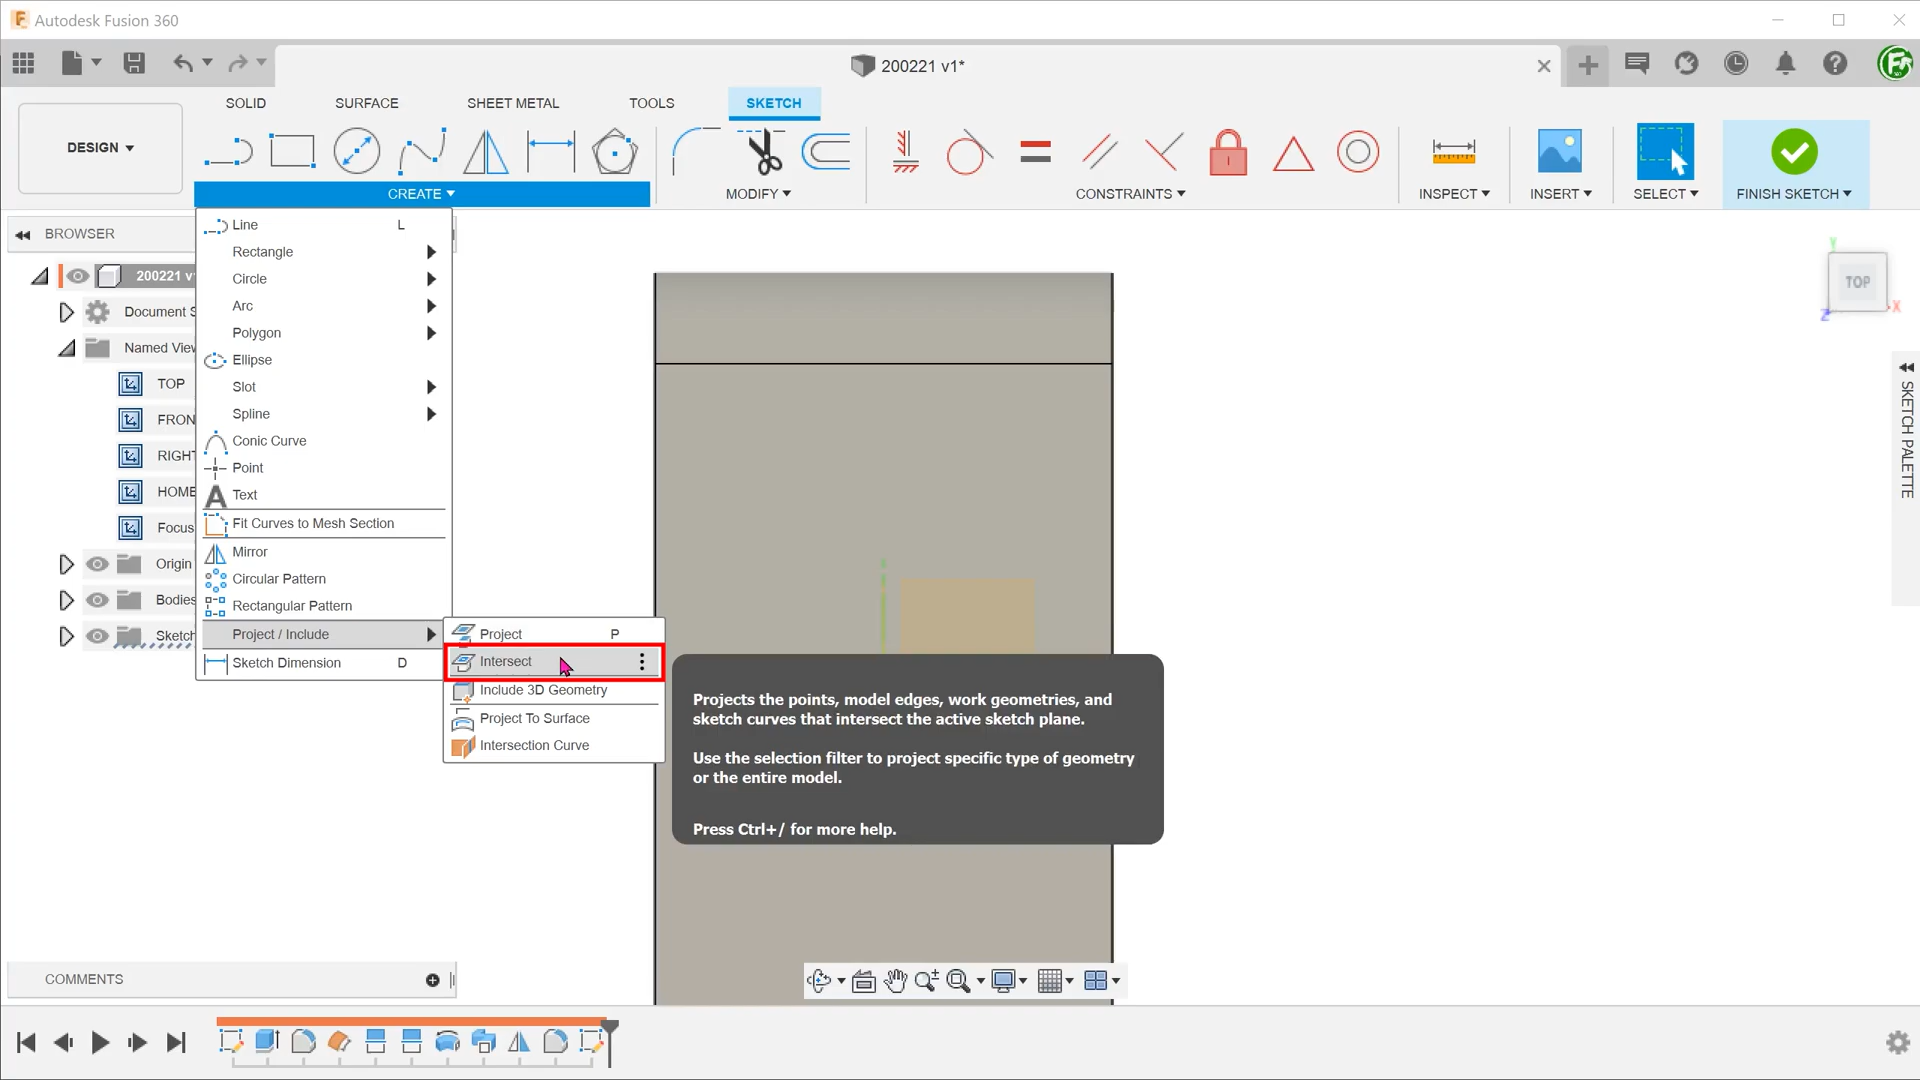 Autodesk Fusion 360
200221 v1*
SOLID
SURFACE
SHEET METAL
TOOLS
SKETCH
DESIGN
CREATE
MODIFY
CONSTRAINTS
INSPECT
INSERT
SELECT
FINISH SKETCH
BROWSER
200221 v
Document S
Named View
TOP
FRON
RIGHT
HOME
Focus
Origin
Bodies
Sketch
Line L
Rectangle
Circle
Arc
Polygon
Ellipse
Slot
Spline
Conic Curve
Point
Text
Fit Curves to Mesh Section
Mirror
Circular Pattern
Rectangular Pattern
Project / Include
Sketch Dimension D
Project P
Intersect
Include 3D Geometry
Project To Surface
Intersection Curve
Projects the points, model edges, work geometries, and
sketch curves that intersect the active sketch plane.
Use the selection filter to project specific type of geometry
or the entire model.
Press Ctrl+/ for more help.
Y
TOP
X
Z
SKETCH PALETTE
COMMENTS